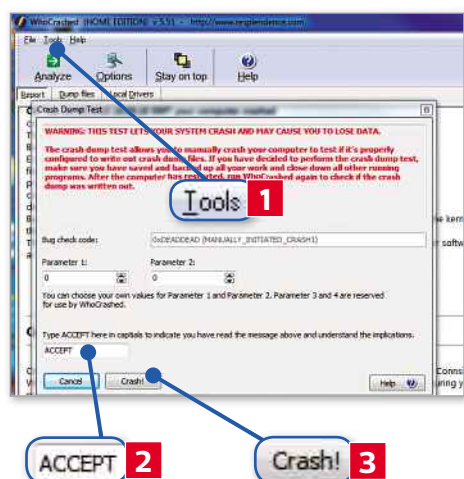 WhoCrashed (HOME EDITION) v 5.51 - http://www.resplendence.com
File Tools Help
Analyze Options Stay on top Help
Report Dump files Local Drivers
Crash Dump Test
WARNING: THIS TEST LETS YOUR SYSTEM CRASH AND MAY CAUSE YOU TO LOSE DATA.
The crash dump test allows you to manually crash your computer to test if it's properly
configured to write out crash dump files. If you have decided to perform the crash dump test,
make sure you have saved and backed up all your work and close down all other running
programs. After the computer has restarted, run WhoCrashed again to check if the crash
dump was written out.
Tools 1
Bug check code: 0xDEADDEAD (MANUALLY_INITIATED_CRASH1)
Parameter 1: Parameter 2:
0 0
You can choose your own values for Parameter 1 and Parameter 2. Parameter 3 and 4 are reserved
for use by WhoCrashed.
Type ACCEPT here in capitals to indicate you have read the message above and understand the implications.
ACCEPT
Cancel Crash! Help
ACCEPT 2 Crash! 3